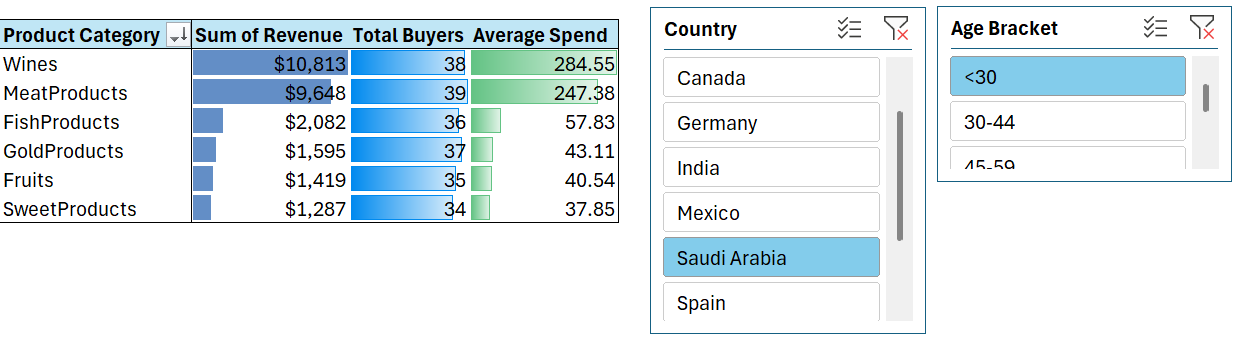 Product Category Sum of Revenue Total Buyers Average Spend
Wines $10,813 38 284.55
MeatProducts $9,648 39 247.38
FishProducts $2,082 36 57.83
GoldProducts $1,595 37 43.11
Fruits $1,419 35 40.54
SweetProducts $1,287 34 37.85
Country
Canada
Germany
India
Mexico
Saudi Arabia
Spain
Age Bracket
<30
30-44
45-59